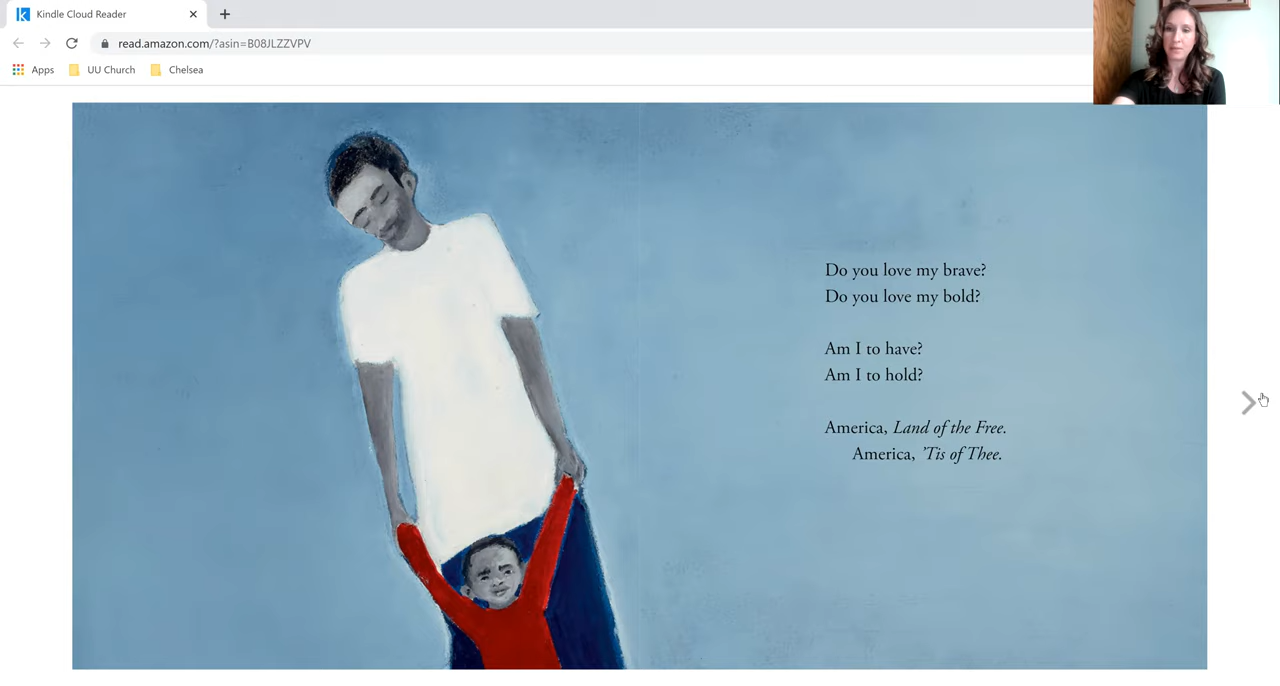 Kindle Cloud Reader
read.amazon.com/?asin=B08JLZZVPV
Apps
UU Church
Chelsea
Do you love my brave?
Do you love my bold?
Am I to have?
Am I to hold?
America, Land of the Free.
America, ’Tis of Thee.